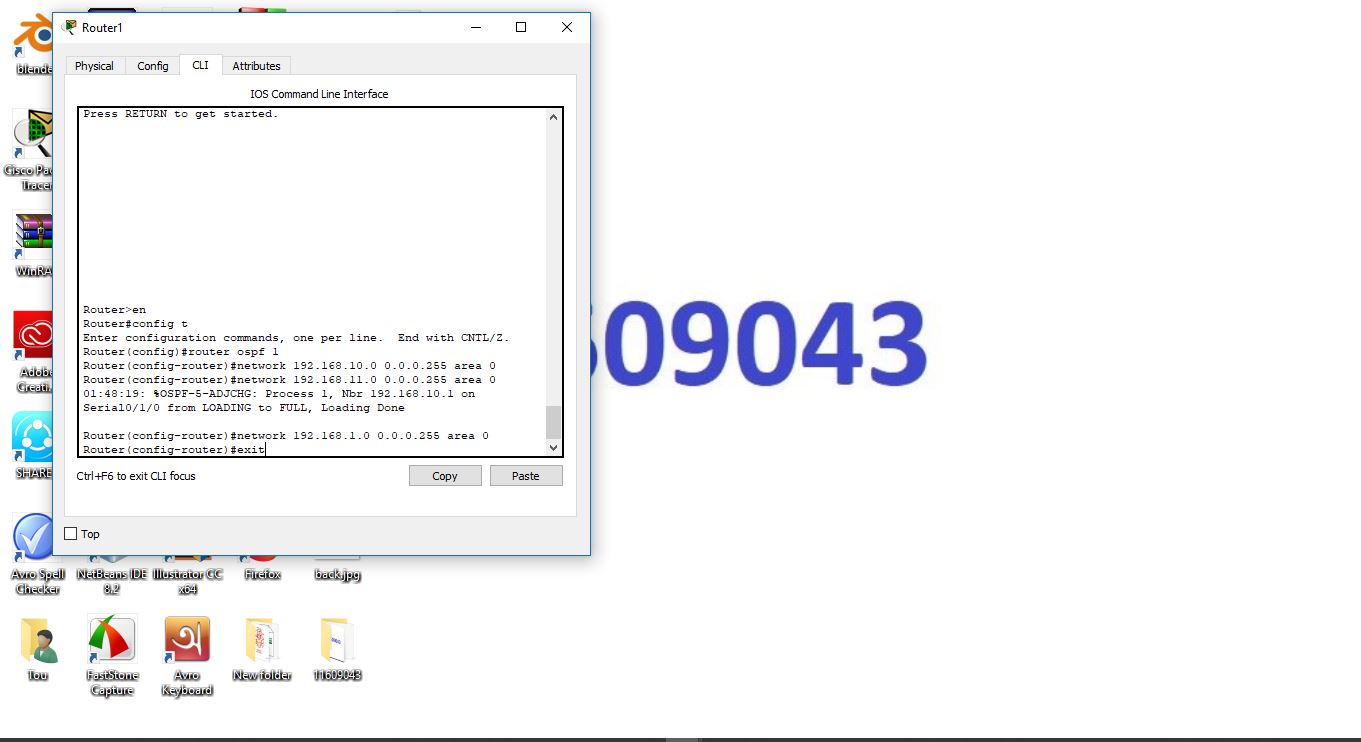 Router1
Physical
Config
CLI
Attributes
IOS Command Line Interface
Press RETURN to get started.
Router>en
Router#config t
Enter configuration commands, one per line.  End with CNTL/Z.
Router(config)#router ospf 1
Router(config-router)#network 192.168.10.0 0.0.0.255 area 0
Router(config-router)#network 192.168.11.0 0.0.0.255 area 0
01:48:19: %OSPF-5-ADJCHG: Process 1, Nbr 192.168.10.1 on
Serial0/1/0 from LOADING to FULL, Loading Done
Router(config-router)#network 192.168.1.0 0.0.0.255 area 0
Router(config-router)#exit
Ctrl+F6 to exit CLI focus
Copy
Paste
Top
blende
Cisco Pac
Tracer
WinRA
Adobe
Creati
SHARE
Avro Spell
Checker
NetBeans IDE
8.2
Illustrator CC
x64
Firefox
back.jpg
Tou
FastStone
Capture
Avro
Keyboard
New folder
11609043
609043